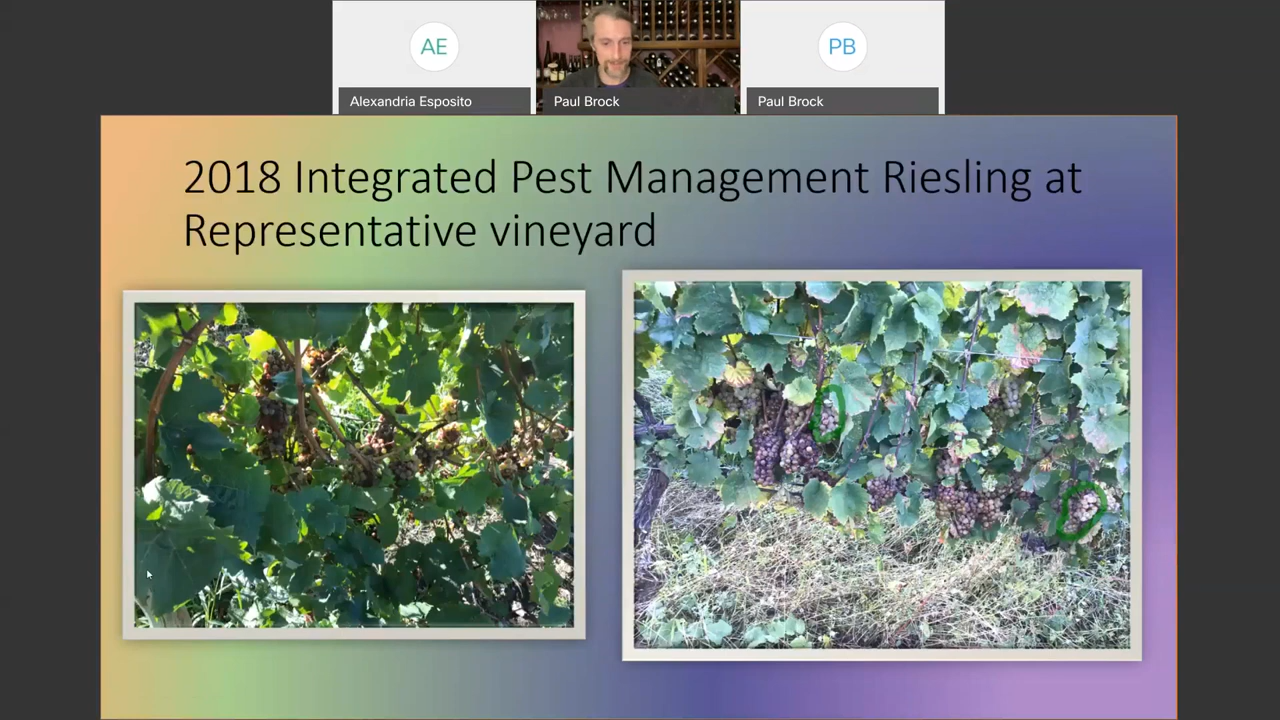 AE
PB
Alexandria Esposito
Paul Brock
Paul Brock
2018 Integrated Pest Management Riesling at
Representative vineyard